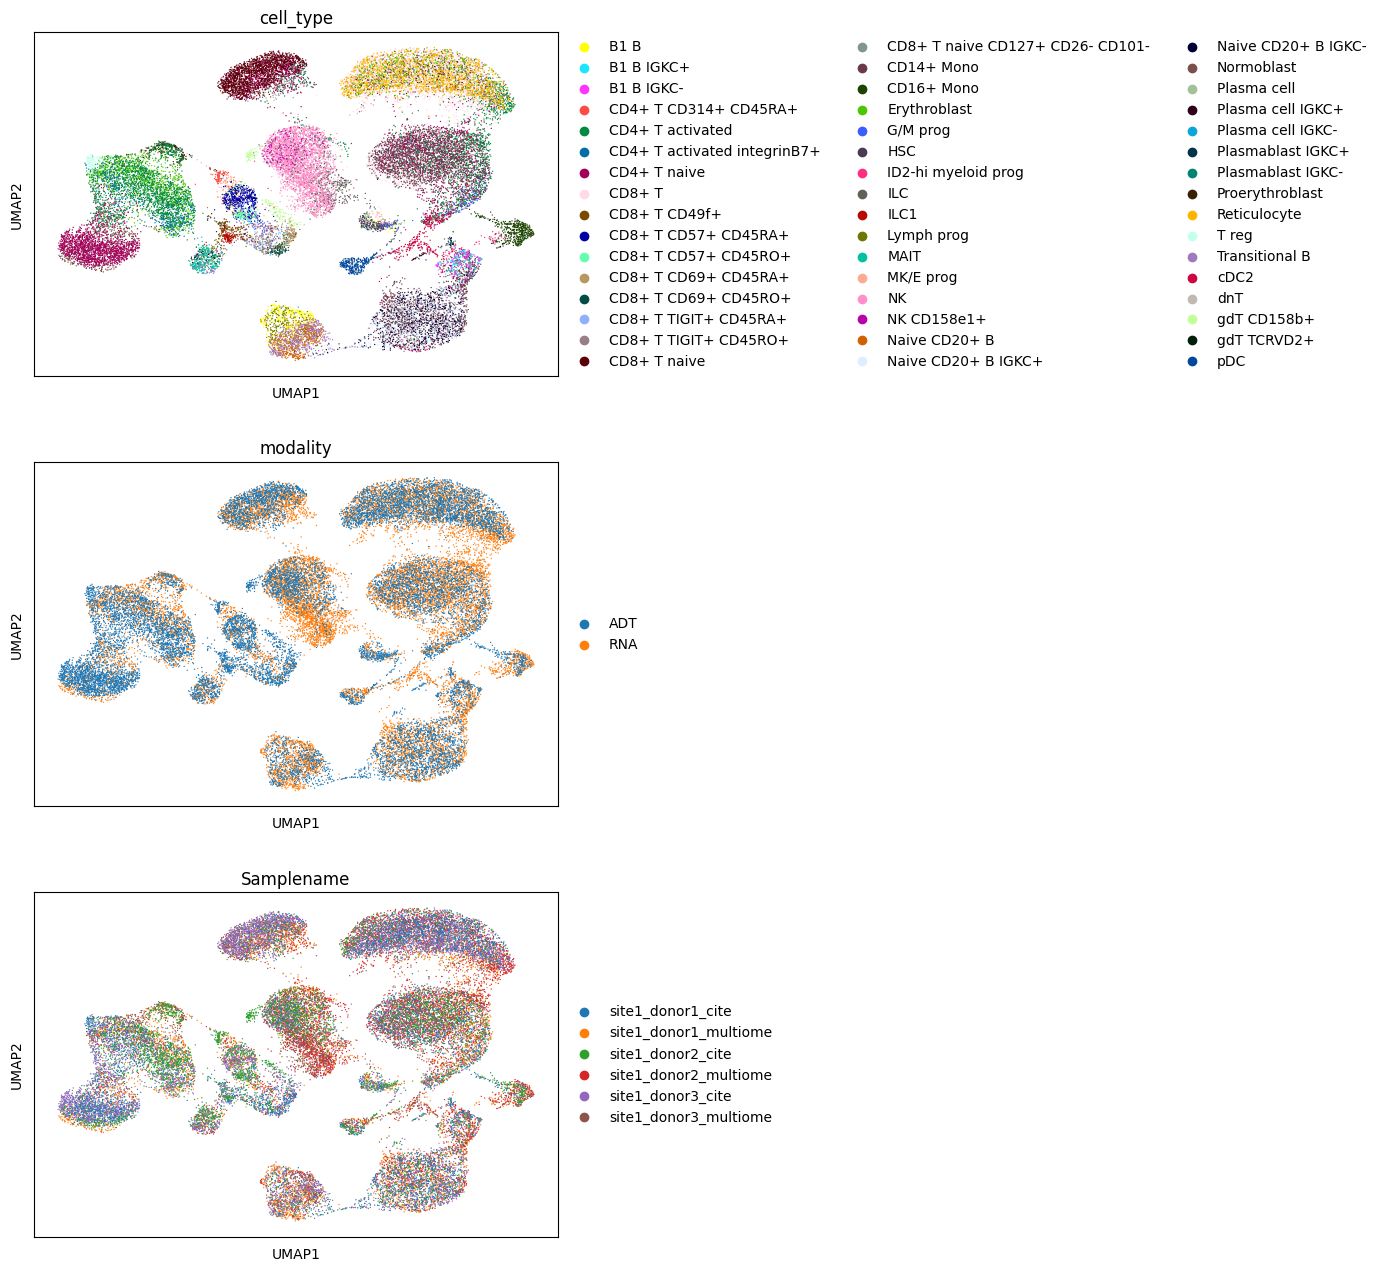 cell_type
UMAP2
UMAP1
B1 B
B1 B IGKC+
B1 B IGKC-
CD4+ T CD314+ CD45RA+
CD4+ T activated
CD4+ T activated integrinB7+
CD4+ T naive
CD8+ T
CD8+ T CD49f+
CD8+ T CD57+ CD45RA+
CD8+ T CD57+ CD45RO+
CD8+ T CD69+ CD45RA+
CD8+ T CD69+ CD45RO+
CD8+ T TIGIT+ CD45RA+
CD8+ T TIGIT+ CD45RO+
CD8+ T naive
CD8+ T naive CD127+ CD26- CD101-
CD14+ Mono
CD16+ Mono
Erythroblast
G/M prog
HSC
ID2-hi myeloid prog
ILC
ILC1
Lymph prog
MAIT
MK/E prog
NK
NK CD158e1+
Naive CD20+ B
Naive CD20+ B IGKC+
Naive CD20+ B IGKC-
Normoblast
Plasma cell
Plasma cell IGKC+
Plasma cell IGKC-
Plasmablast IGKC+
Plasmablast IGKC-
Proerythroblast
Reticulocyte
T reg
Transitional B
cDC2
dnT
gdT CD158b+
gdT TCRVD2+
pDC
modality
UMAP2
UMAP1
ADT
RNA
Samplename
UMAP2
UMAP1
site1_donor1_cite
site1_donor1_multiome
site1_donor2_cite
site1_donor2_multiome
site1_donor3_cite
site1_donor3_multiome